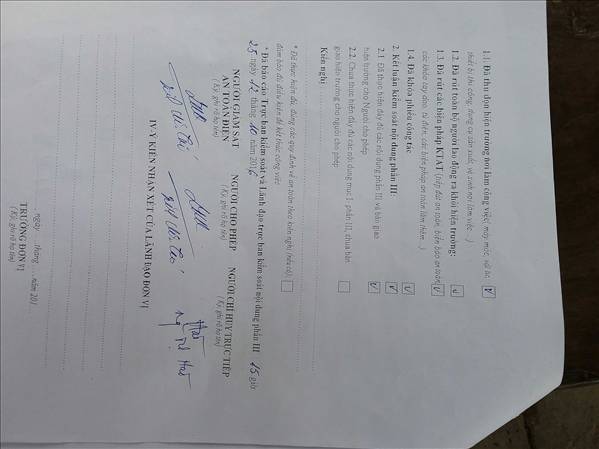 1.1. Đã thu dọn hiện trường nơi làm công việc( máy móc, vật tư,
thiết bị thi công, dụng cụ sản xuất, vệ sinh nơi làm việc ...) V
1.2. Đã rút toàn bộ người lao động ra khỏi hiện trường: V
1.3. Đã rút các biện pháp KTAT (tiếp đất an toàn, biển báo an toàn, V
các khóa tay dao, tủ điện, các biện pháp an toàn làm thêm....)
1.4. Đã khóa phiếu công tác V
2. Kết luận kiểm soát nội dung phần III: V
2.1 Đã thực hiện đầy đủ các nội dung phần III và bàn giao
hiện trường cho Người cho phép V
2.2. Chưa thực hiện đầy đủ các nội dung mục 1, phần III, chưa bàn
giao hiện trường cho người cho phép
Kiến nghị
* Đã thực hiện đủ, đúng các quy định về an toàn theo kiến nghị (nếu có),
đảm bảo đủ điều kiện để kết thúc công việc
* Đã báo cáo Trực ban kiểm soát và Lãnh đạo trực ban kiểm soát nội dung phần III 15 giờ
25 ngày 12 tháng 10 năm 2016
NGƯỜI GIÁM SÁT NGƯỜI CHO PHÉP NGƯỜI CHỈ HUY TRỰC TIẾP
AN TOÀN ĐIỆN (Ký, ghi rõ họ tên) (Ký, ghi rõ họ tên)
(Ký, ghi rõ họ tên)
IV-Ý KIẾN NHẬN XÉT CỦA LÃNH ĐẠO ĐƠN VỊ
ngày tháng năm 201
TRƯỞNG ĐƠN VỊ
(Ký, ghi rõ họ tên)